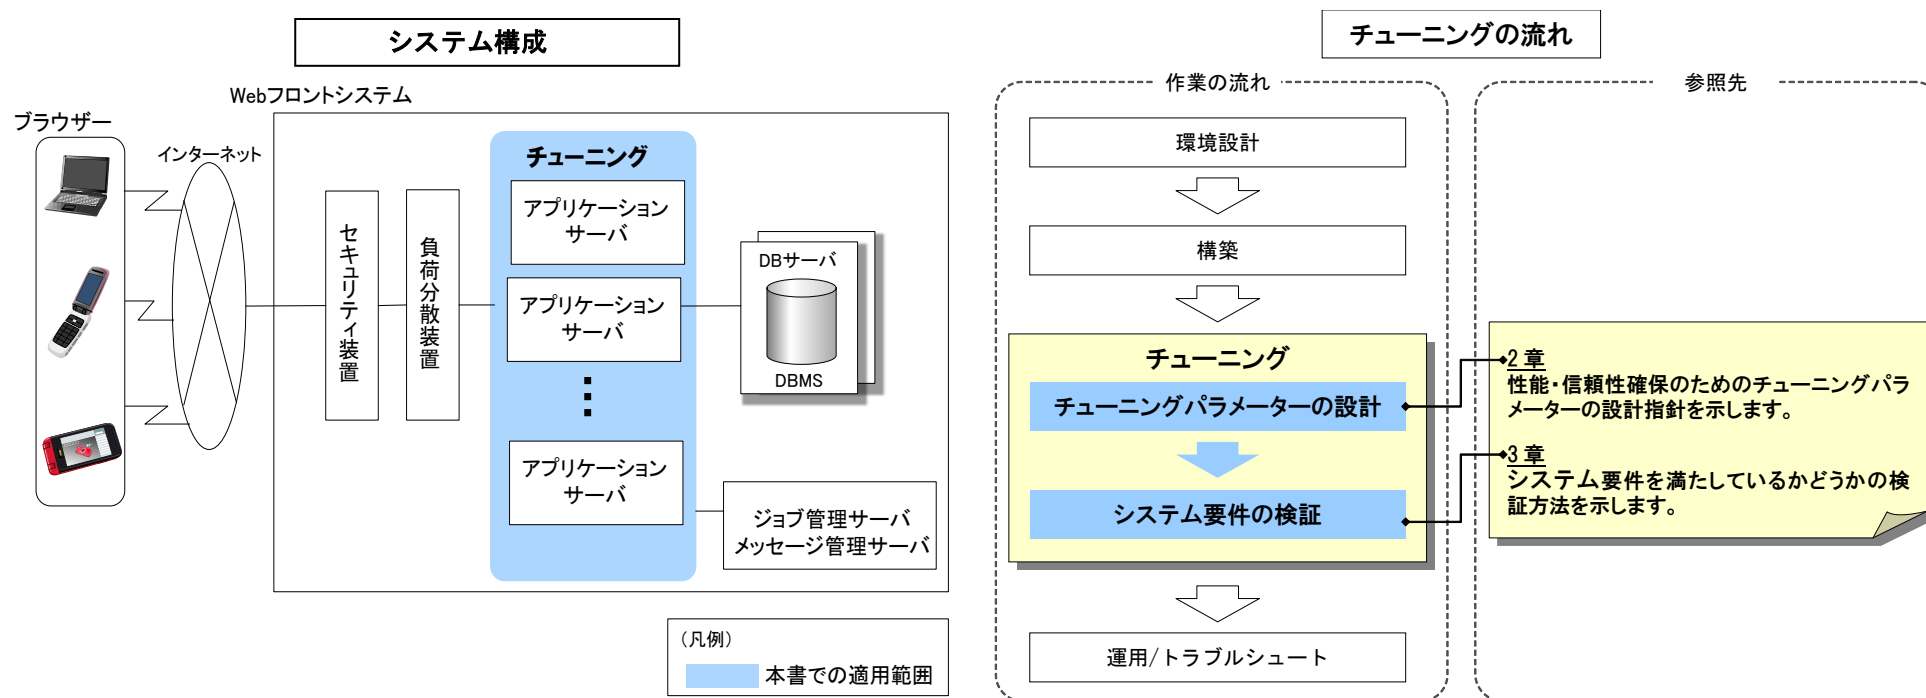 システム構成
Webフロントシステム
ブラウザー
インターネット
セキュリティ装置
負荷分散装置
チューニング
アプリケーション
サーバ
アプリケーション
サーバ
アプリケーション
サーバ
DBサーバ
DBMS
ジョブ管理サーバ
メッセージ管理サーバ
(凡例)
本書での適用範囲
チューニングの流れ
作業の流れ
環境設計
構築
チューニング
チューニングパラメーターの設計
システム要件の検証
運用/トラブルシュート
参照先
2 章
性能・信頼性確保のためのチューニングパラ
メーターの設計指針を示します。
3 章
システム要件を満たしているかどうかの検
証方法を示します。